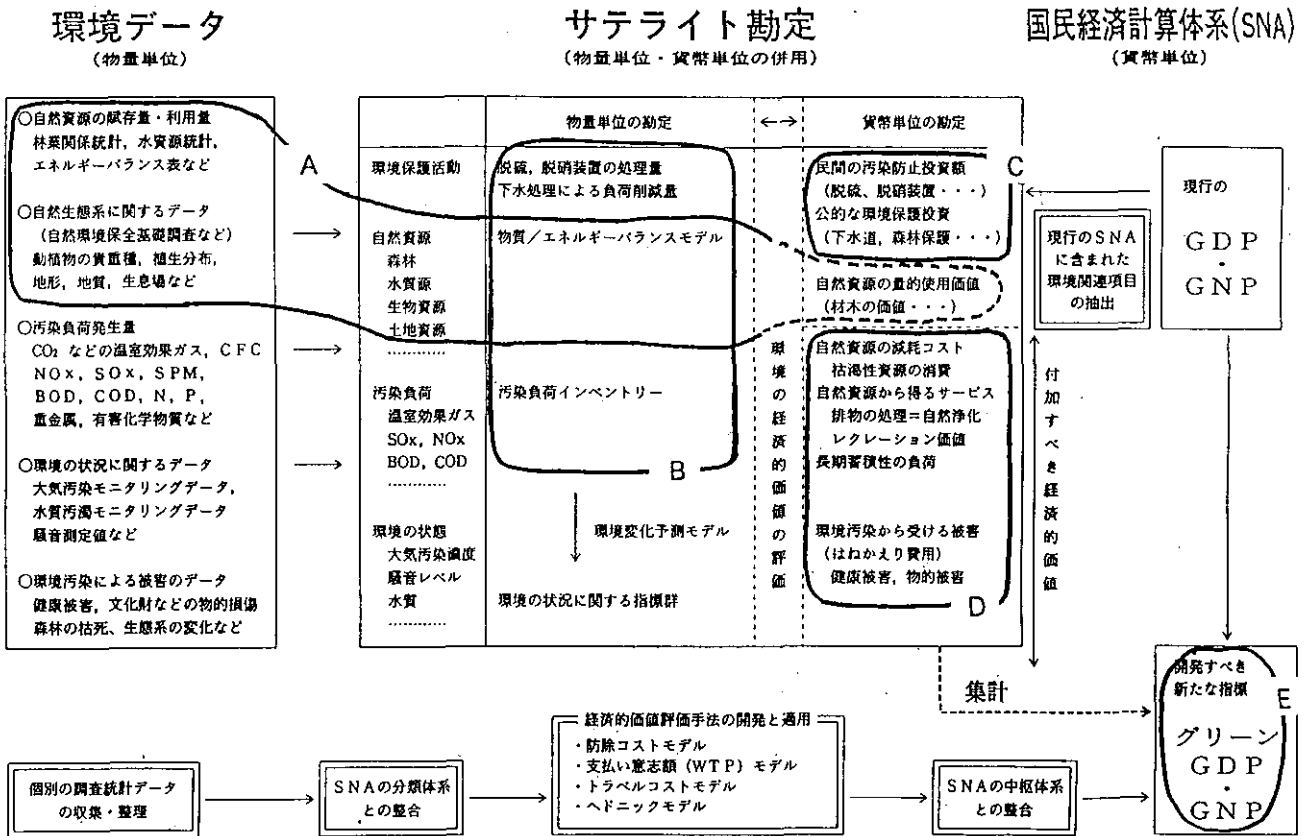 環境データ
(物量単位)
サテライト勘定
(物量単位・貨幣単位の併用)
国民経済計算体系(SNA)
(貨幣単位)
○自然資源の賦存量・利用量
林業関係統計, 水資源統計,
エネルギーバランス表など
○自然生態系に関するデータ
(自然環境保全基礎調査など)
動植物の貴重種, 植生分布,
地形, 地質, 生息場など
○汚染負荷発生量
CO₂ などの温室効果ガス, CFC
NOx, SOx, SPM,
BOD, COD, N, P,
重金属, 有害化学物質など
○環境の状況に関するデータ
大気汚染モニタリングデータ,
水質汚濁モニタリングデータ
騒音測定値など
○環境汚染による被害のデータ
健康被害, 文化財などの物的損傷
森林の枯死、生態系の変化など
A
→
→
→
物量単位の勘定
←→
貨幣単位の勘定
環境保護活動
自然資源
森林
水質源
生物資源
土地資源
………
汚染負荷
温室効果ガス
SOx, NOx
BOD, COD
………
環境の状態
大気汚染濃度
騒音レベル
水質
………
脱硫, 脱硝装置の処理量
下水処理による負荷削減量
物質/エネルギーバランスモデル
汚染負荷インベントリー
B
環境変化予測モデル
環境の状況に関する指標群
環境の経済的価値の評価
民間の汚染防止投資額
(脱硫、脱硝装置・・・)
公的な環境保護投資
(下水道, 森林保護・・・)
C
自然資源の量的使用価値
(材木の価値・・・)
自然資源の減耗コスト
枯渇性資源の消費
自然資源から得るサービス
排物の処理=自然浄化
レクレーション価値
長期蓄積性の負荷
環境汚染から受ける被害
(はねかえり費用)
健康被害, 物的被害
D
現行のSNA
に含まれた
環境関連項目
の抽出
現行の
GDP
・
GNP
付加すべき経済的価値
集計
開発すべき
新たな指標
E
グリーン
GDP
・
GNP
個別の調査統計データ
の収集・整理
SNAの分類体系
との整合
経済的価値評価手法の開発と適用
・防除コストモデル
・支払い意志額(WTP)モデル
・トラベルコストモデル
・ヘドニックモデル
SNAの中枢体系
との整合